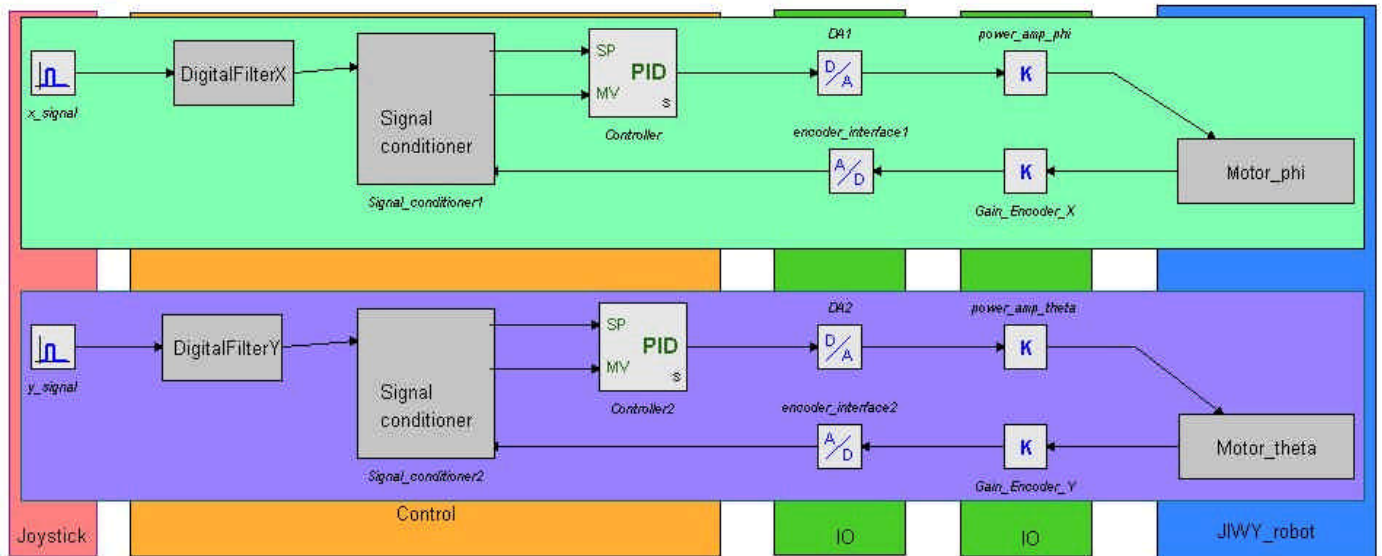 DA1
power_amp_phi
SP
DigitalFilterX
PID
D/A
K
MV
S
x_signal
Signal conditioner
Controller
encoder_interface1
A/D
K
Motor_phi
Signal_conditioner1
Gain_Encoder_X
DA2
power_amp_theta
SP
DigitalFilterY
PID
D/A
K
MV
S
y_signal
Signal conditioner
Controller2
encoder_interface2
A/D
K
Motor_theta
Signal_conditioner2
Gain_Encoder_Y
Joystick
Control
IO
IO
JIWY_robot